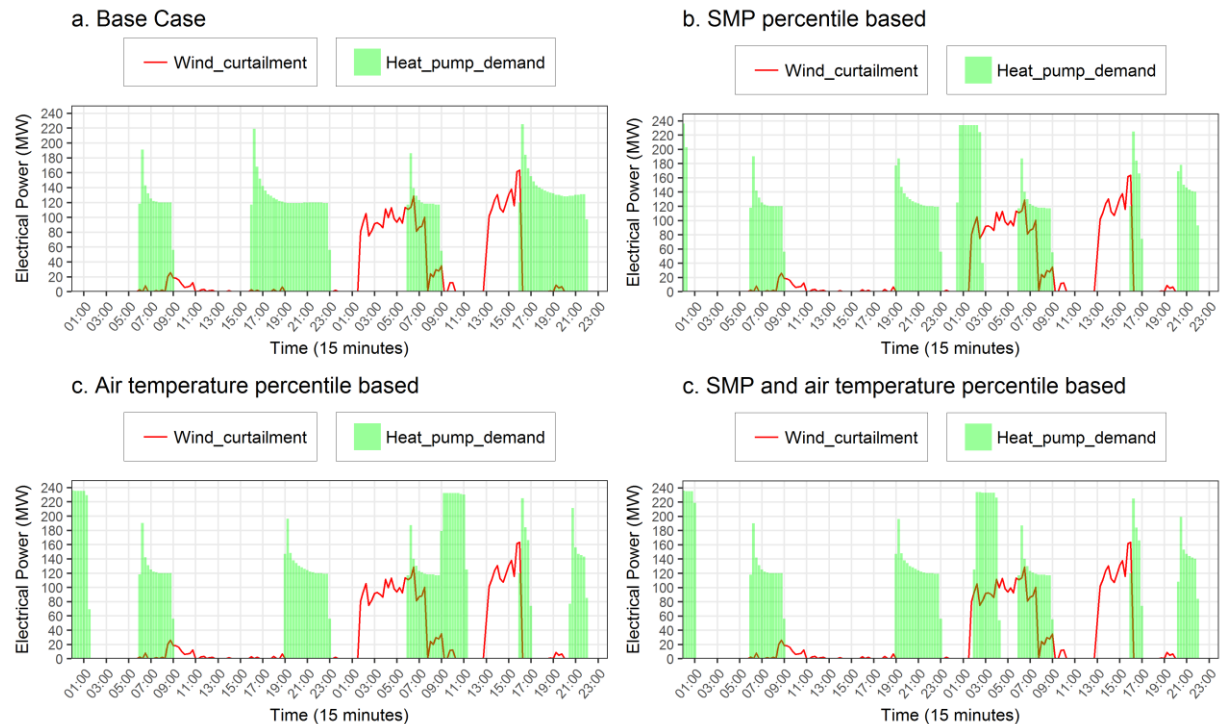 a. Base Case
Wind_curtailment Heat_pump_demand
Electrical Power (MW)
240
220
200
180
160
140
120
100
80
60
40
20
0
01:00 03:00 05:00 07:00 09:00 11:00 13:00 15:00 17:00 19:00 21:00 23:00 01:00 03:00 05:00 07:00 09:00 11:00 13:00 15:00 17:00 19:00 21:00 23:00
Time (15 minutes)
b. SMP percentile based
Wind_curtailment Heat_pump_demand
Electrical Power (MW)
240
220
200
180
160
140
120
100
80
60
40
20
0
01:00 03:00 05:00 07:00 09:00 11:00 13:00 15:00 17:00 19:00 21:00 23:00 01:00 03:00 05:00 07:00 09:00 11:00 13:00 15:00 17:00 19:00 21:00 23:00
Time (15 minutes)
c. Air temperature percentile based
Wind_curtailment Heat_pump_demand
Electrical Power (MW)
240
220
200
180
160
140
120
100
80
60
40
20
0
01:00 03:00 05:00 07:00 09:00 11:00 13:00 15:00 17:00 19:00 21:00 23:00 01:00 03:00 05:00 07:00 09:00 11:00 13:00 15:00 17:00 19:00 21:00 23:00
Time (15 minutes)
c. SMP and air temperature percentile based
Wind_curtailment Heat_pump_demand
Electrical Power (MW)
240
220
200
180
160
140
120
100
80
60
40
20
0
01:00 03:00 05:00 07:00 09:00 11:00 13:00 15:00 17:00 19:00 21:00 23:00 01:00 03:00 05:00 07:00 09:00 11:00 13:00 15:00 17:00 19:00 21:00 23:00
Time (15 minutes)